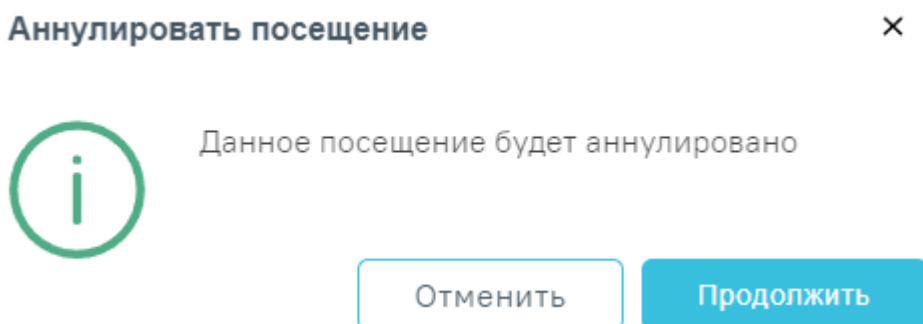 Аннулировать посещение
Данное посещение будет аннулировано
Отменить
Продолжить